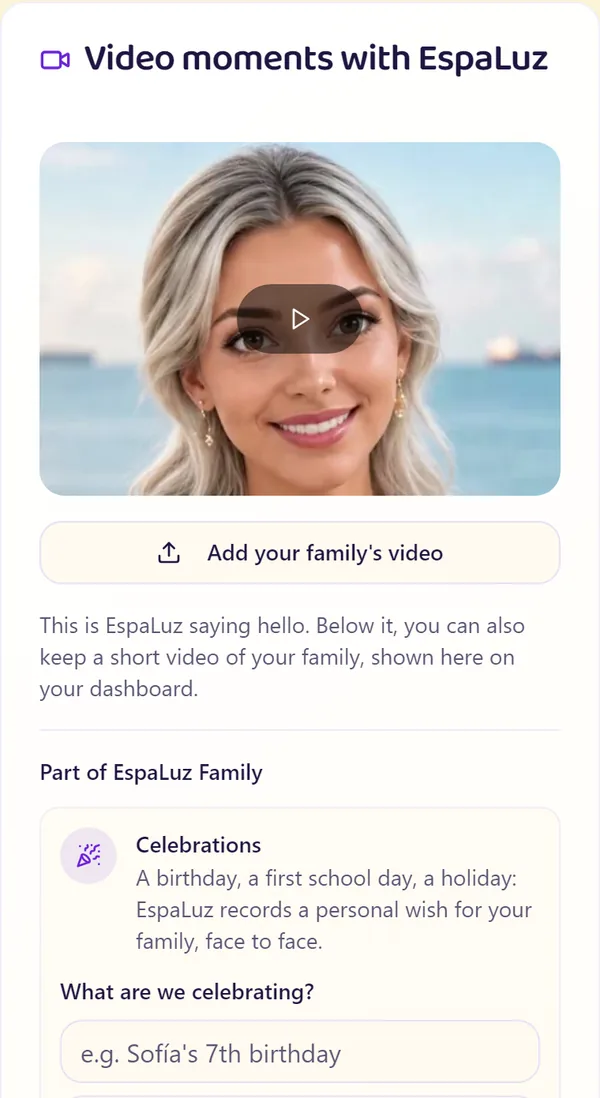 Video moments with EspaLuz
Add your family's video
This is EspaLuz saying hello. Below it, you can also
keep a short video of your family, shown here on
your dashboard.
Part of EspaLuz Family
Celebrations
A birthday, a first school day, a holiday:
EspaLuz records a personal wish for your
family, face to face.
What are we celebrating?
e.g. Sofía's 7th birthday